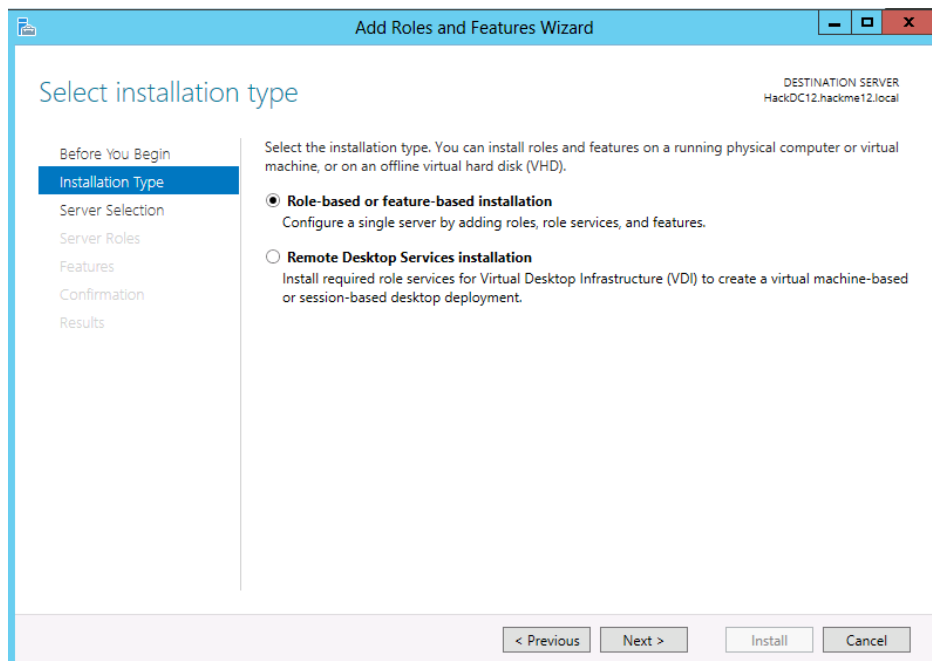 Add Roles and Features Wizard
Select installation type
DESTINATION SERVER
HackDC12.hackme12.local
Before You Begin
Installation Type
Server Selection
Server Roles
Features
Confirmation
Results
Select the installation type. You can install roles and features on a running physical computer or virtual
machine, or on an offline virtual hard disk (VHD).
Role-based or feature-based installation
Configure a single server by adding roles, role services, and features.
Remote Desktop Services installation
Install required role services for Virtual Desktop Infrastructure (VDI) to create a virtual machine-based
or session-based desktop deployment.
< Previous
Next >
Install
Cancel